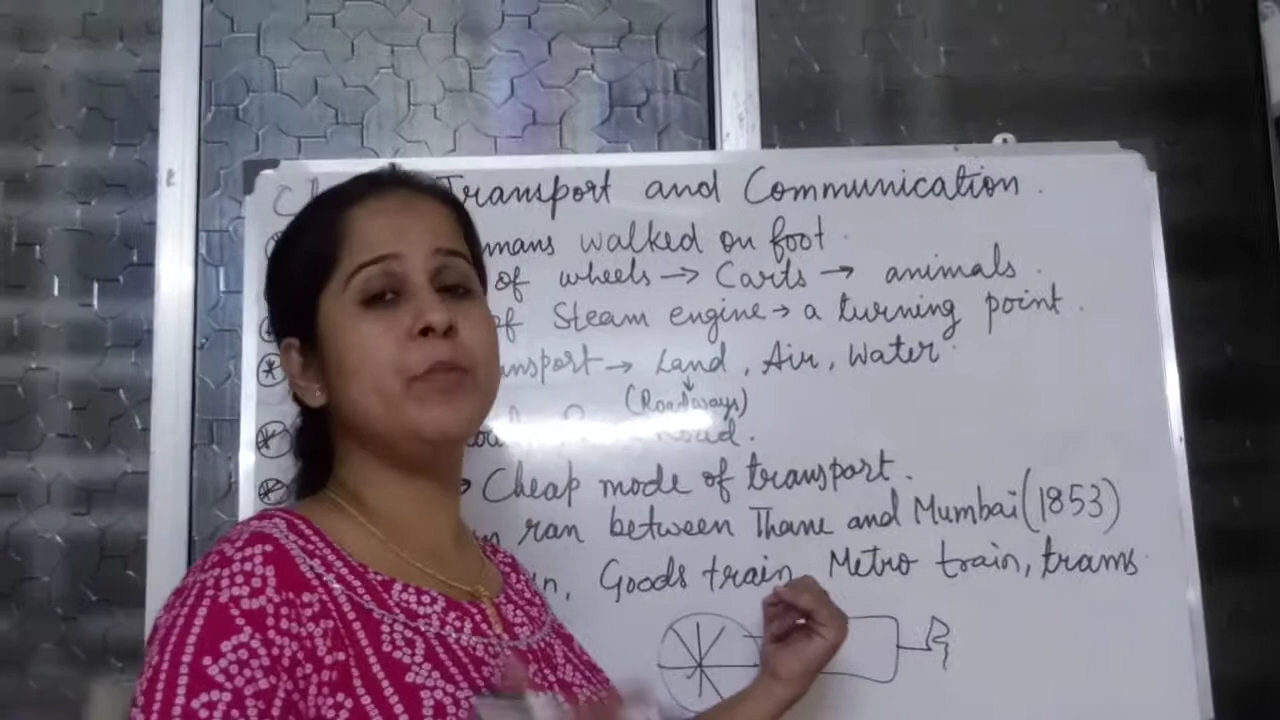 Transport and Communication.
mans walked on foot.
of wheels → Carts → animals.
of Steam engine → a turning point.
ansport → Land, Air, Water.
(Roadways)
Road.
Cheap mode of transport.
ran between Thane and Mumbai (1853)
Goods train, Metro train, trams.